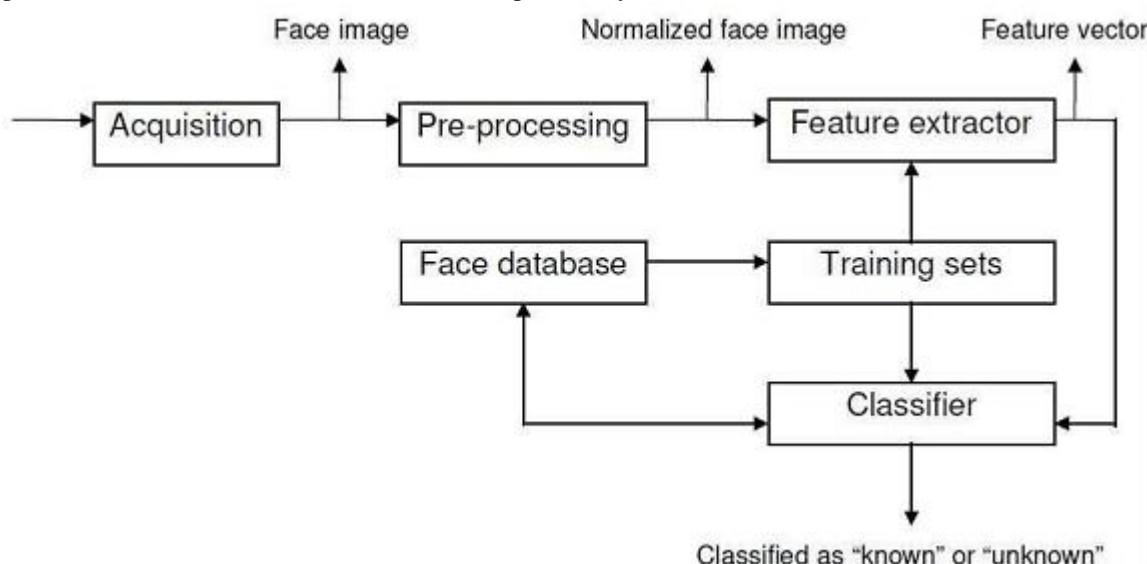 Face image
Normalized face image
Feature vector
Acquisition
Pre-processing
Feature extractor
Face database
Training sets
Classifier
Classified as “known” or “unknown”